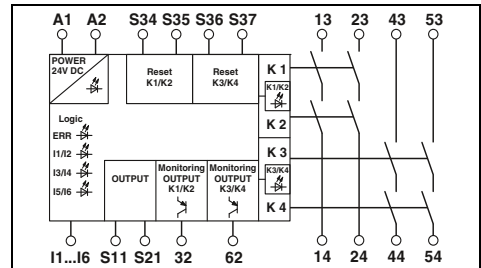 A1 A2 S34 S35 S36 S37 13 23 43 53
POWER
24V DC
Reset
K1/K2
Reset
K3/K4
K 1
K1/K2
K 2
Logic
ERR
I1/I2
I3/I4
I5/I6
K 3
K3/K4
K 4
OUTPUT
Monitoring
OUTPUT
K1/K2
Monitoring
OUTPUT
K3/K4
I1...I6 S11 S21 32 62 14 24 44 54